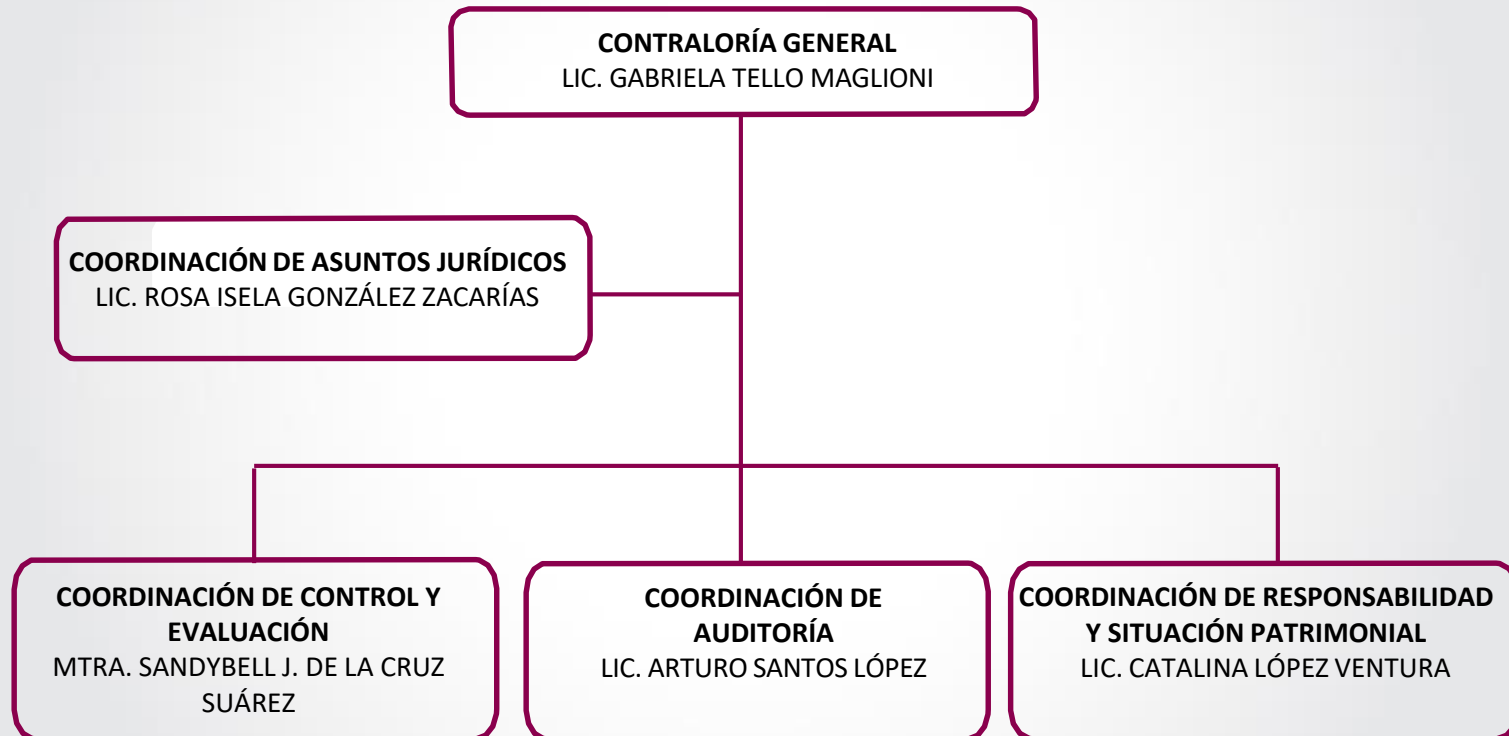 CONTRALORÍA GENERAL
LIC. GABRIELA TELLO MAGLIONI
COORDINACIÓN DE ASUNTOS JURÍDICOS
LIC. ROSA ISELA GONZÁLEZ ZACARÍAS
COORDINACIÓN DE CONTROL Y
EVALUACIÓN
MTRA. SANDYBELL J. DE LA CRUZ
SUÁREZ
COORDINACIÓN DE
AUDITORÍA
LIC. ARTURO SANTOS LÓPEZ
COORDINACIÓN DE RESPONSABILIDAD
Y SITUACIÓN PATRIMONIAL
LIC. CATALINA LÓPEZ VENTURA